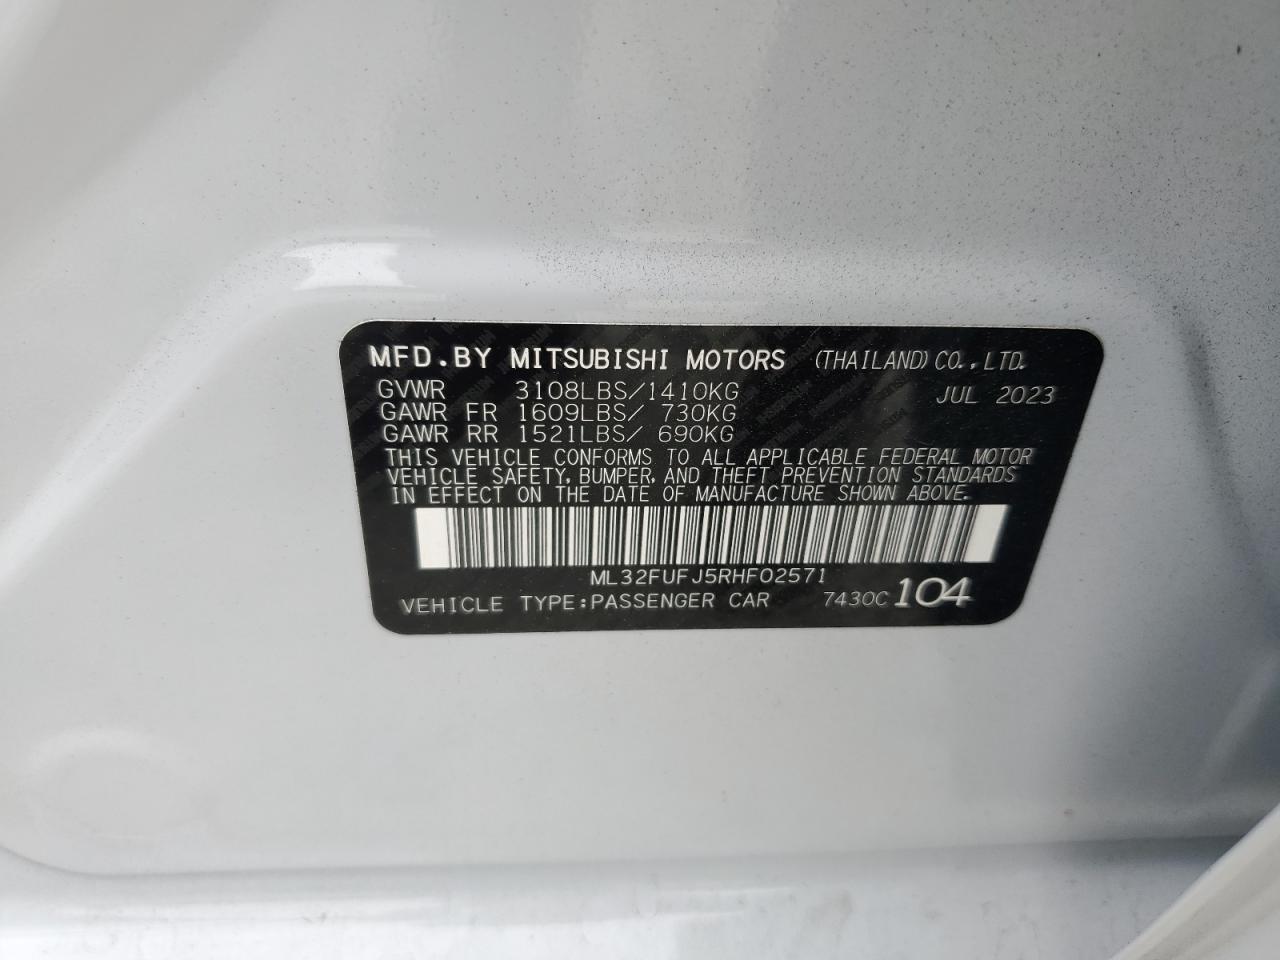 MFD.BY MITSUBISHI MOTORS (THAILAND) CO., LTD.
GVWR 3108LBS/1410KG JUL 2023
GAWR FR 1609LBS/ 730KG
GAWR RR 1521LBS/ 690KG
THIS VEHICLE CONFORMS TO ALL APPLICABLE FEDERAL MOTOR
VEHICLE SAFETY, BUMPER, AND THEFT PREVENTION STANDARDS
IN EFFECT ON THE DATE OF MANUFACTURE SHOWN ABOVE.
ML32FUFJ5RHF02571
VEHICLE TYPE:PASSENGER CAR 7430C 104